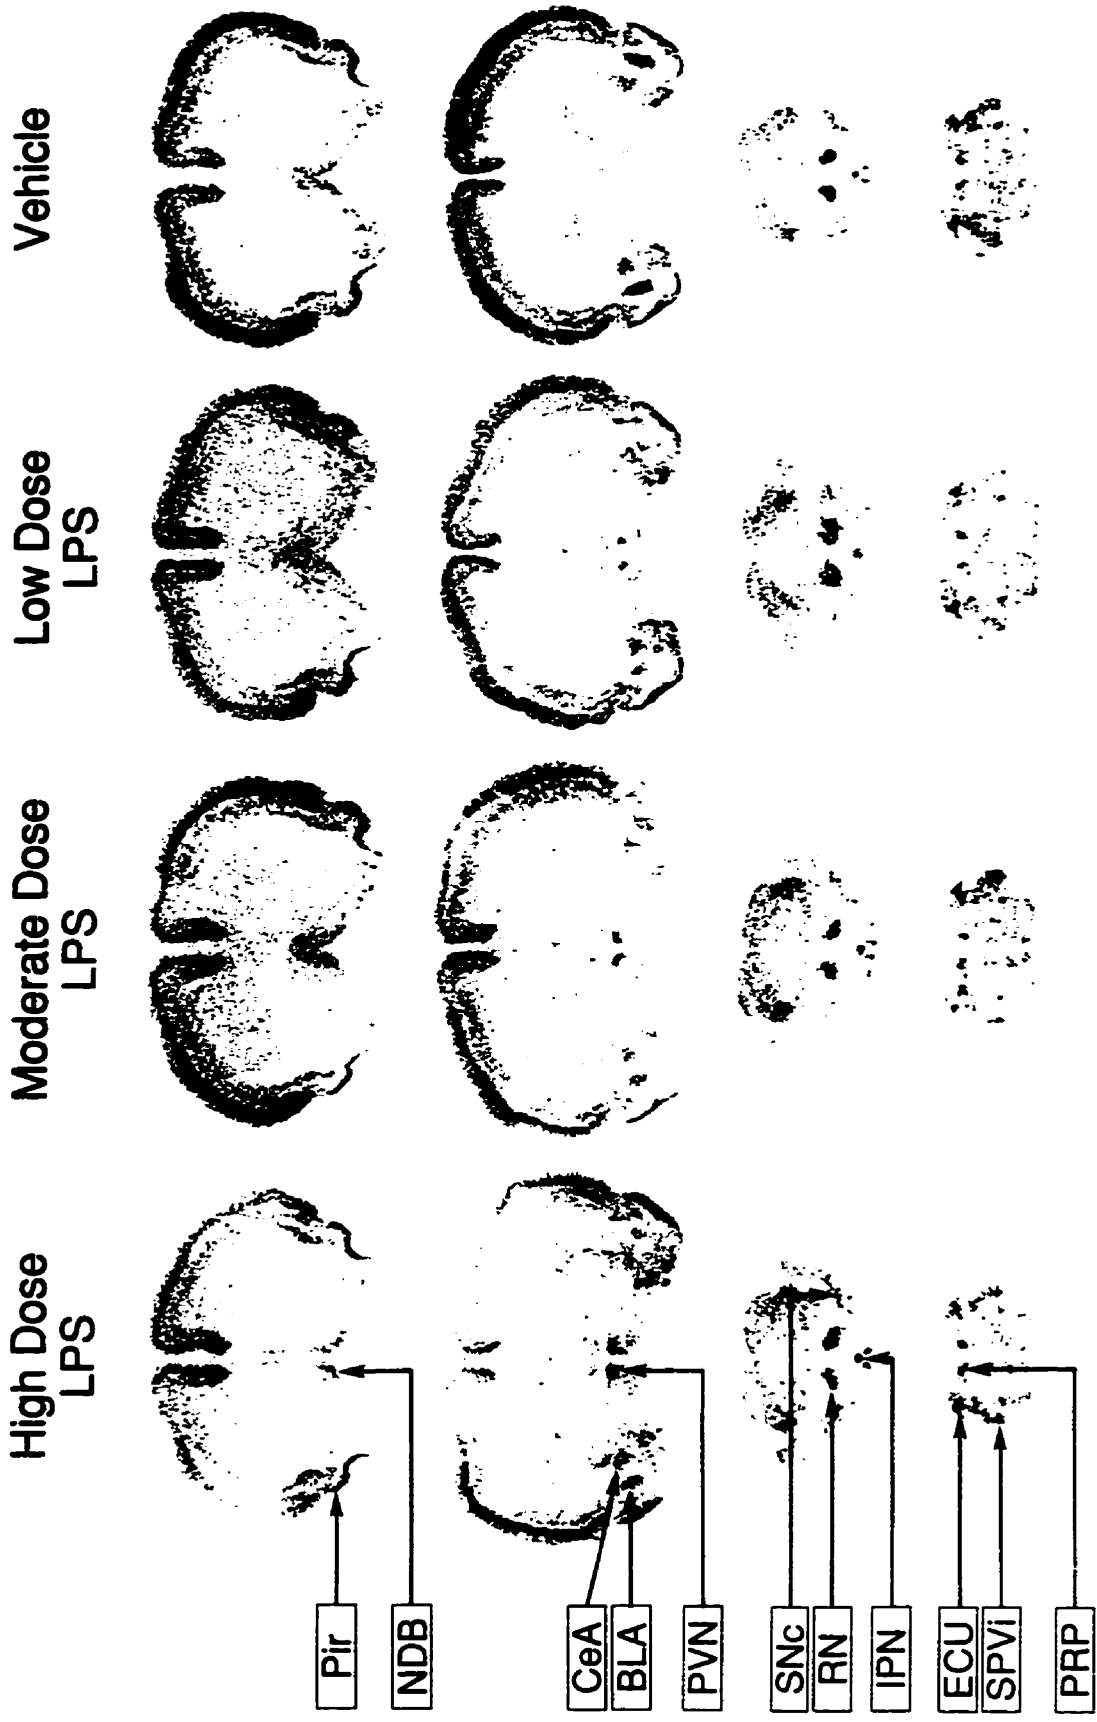 High Dose
LPS
Moderate Dose
LPS
Low Dose
LPS
Vehicle
Pir
NDB
CeA
BLA
PVN
SNc
RN
IPN
ECU
SPVi
PRP